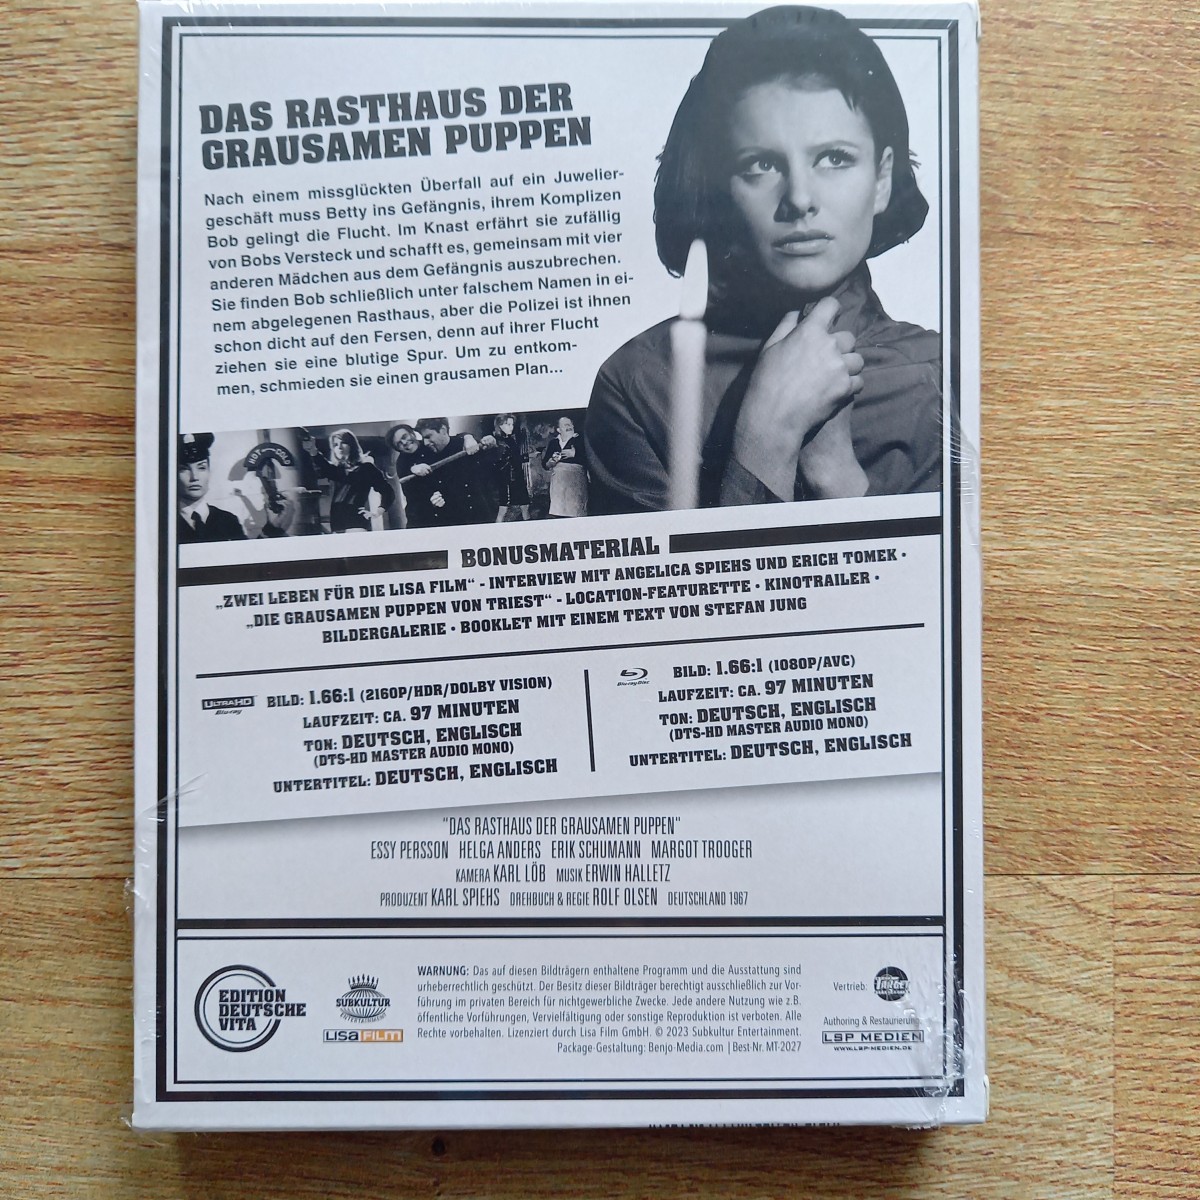 DAS RASTHAUS DER
GRAUSAMEN PUPPEN
Nach einem missglückten Überfall auf ein Juwelier-
geschäft muss Betty ins Gefängnis, ihrem Komplizen
Bob gelingt die Flucht. Im Knast erfährt sie zufällig
von Bobs Versteck und schafft es, gemeinsam mit vier
anderen Mädchen aus dem Gefängnis auszubrechen.
Sie finden Bob schließlich unter falschem Namen in ei-
nem abgelegenen Rasthaus, aber die Polizei ist ihnen
schon dicht auf den Fersen, denn auf ihrer Flucht
ziehen sie eine blutige Spur. Um zu entkom-
men, schmieden sie einen grausamen Plan...
HOT COLD
BONUSMATERIAL
„ZWEI LEBEN FÜR DIE LISA FILM“ - INTERVIEW MIT ANGELICA SPIEHS UND ERICH TOMEK •
„DIE GRAUSAMEN PUPPEN VON TRIEST“ - LOCATION-FEATURETTE • KINOTRAILER •
BILDERGALERIE • BOOKLET MIT EINEM TEXT VON STEFAN JUNG
ULTRA HD
Blu-ray
BILD: 1.66:1 (2160P/HDR/DOLBY VISION)
LAUFZEIT: CA. 97 MINUTEN
TON: DEUTSCH, ENGLISCH
(DTS-HD MASTER AUDIO MONO)
UNTERTITEL: DEUTSCH, ENGLISCH
Blu-ray Disc
BILD: 1.66:1 (1080P/AVC)
LAUFZEIT: CA. 97 MINUTEN
TON: DEUTSCH, ENGLISCH
(DTS-HD MASTER AUDIO MONO)
UNTERTITEL: DEUTSCH, ENGLISCH
"DAS RASTHAUS DER GRAUSAMEN PUPPEN"
ESSY PERSSON HELGA ANDERS ERIK SCHUMANN MARGOT TROOGER
KAMERA KARL LÖB MUSIK ERWIN HALLETZ
PRODUZENT KARL SPIEHS DREHBUCH & REGIE ROLF OLSEN DEUTSCHLAND 1967
EDITION
DEUTSCHE
VITA
SUBKULTUR
ENTERTAINMENT
LISA FILM
WARNUNG: Das auf diesen Bildträgern enthaltene Programm und die Ausstattung sind
urheberrechtlich geschützt. Der Besitz dieser Bildträger berechtigt ausschließlich zur Vor-
führung im privaten Bereich für nichtgewerbliche Zwecke. Jede andere Nutzung wie z.B.
öffentliche Vorführungen, Vervielfältigung oder sonstige Reproduktion ist verboten. Alle
Rechte vorbehalten. Lizenziert durch Lisa Film GmbH. © 2023 Subkultur Entertainment.
Package-Gestaltung: Benjo-Media.com | Best-Nr. MT-2027
Vertrieb:
TARGET
Authoring & Restaurierung:
LSP MEDIEN
WWW.LSP-MEDIEN.DE